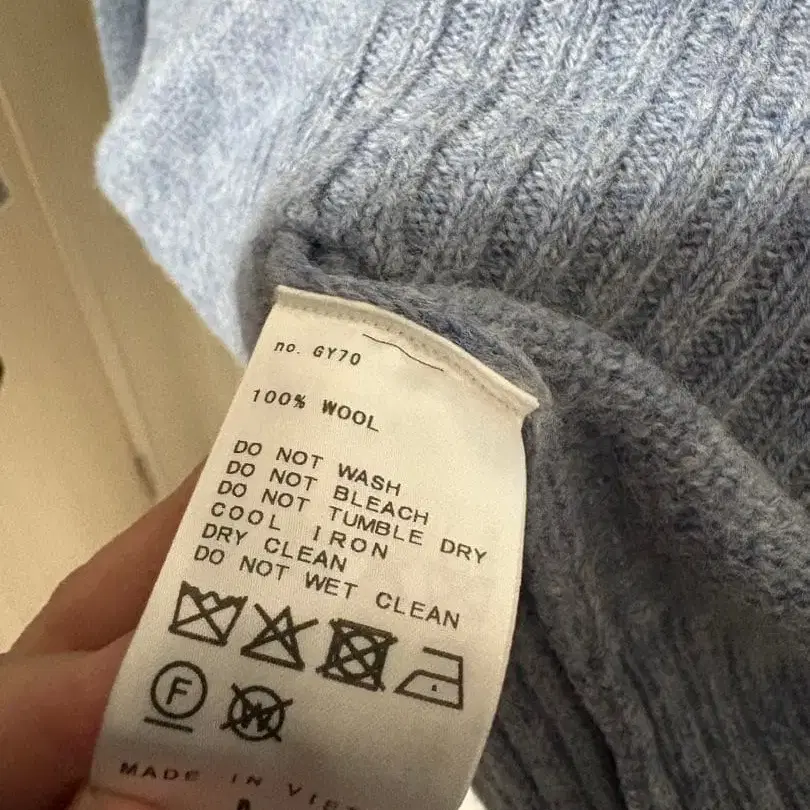 no. GY70
100% WOOL
DO NOT WASH
DO NOT BLEACH
DO NOT TUMBLE DRY
COOL IRON
DRY CLEAN
DO NOT WET CLEAN
F
W
MADE IN VIET